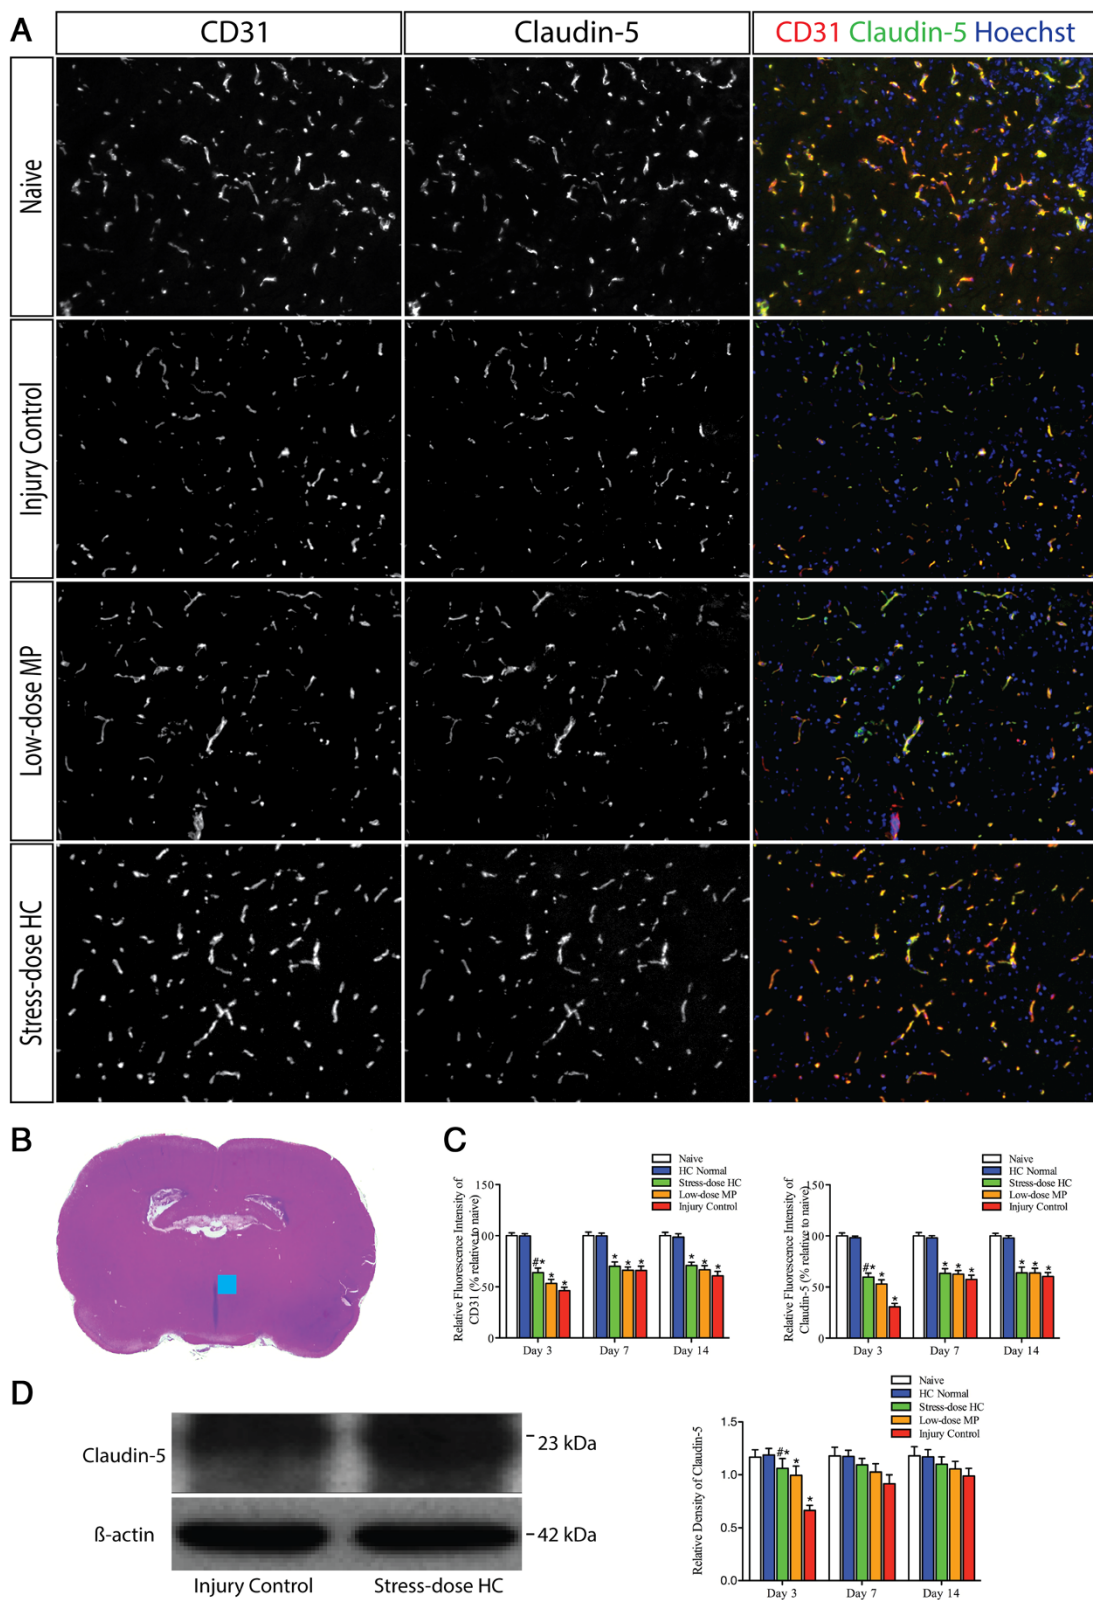 A
CD31
Claudin-5
CD31 Claudin-5 Hoechst
Naive
Injury Control
Low-dose MP
Stress-dose HC
B
C
Relative Fluorescence Intensity of
CD31 (% relative to naive)
150
100
50
0
Naive
HC Normal
Stress-dose HC
Low-dose MP
Injury Control
#*
*
*
*
*
*
*
*
*
Day 3
Day 7
Day 14
Relative Fluorescence Intensity of
Claudin-5 (% relative to naive)
150
100
50
0
Naive
HC Normal
Stress-dose HC
Low-dose MP
Injury Control
#*
*
*
*
*
*
*
*
*
Day 3
Day 7
Day 14
D
Claudin-5
23 kDa
ß-actin
42 kDa
Injury Control
Stress-dose HC
Relative Density of Claudin-5
1.5
1.0
0.5
0.0
Naive
HC Normal
Stress-dose HC
Low-dose MP
Injury Control
#*
*
*
Day 3
Day 7
Day 14